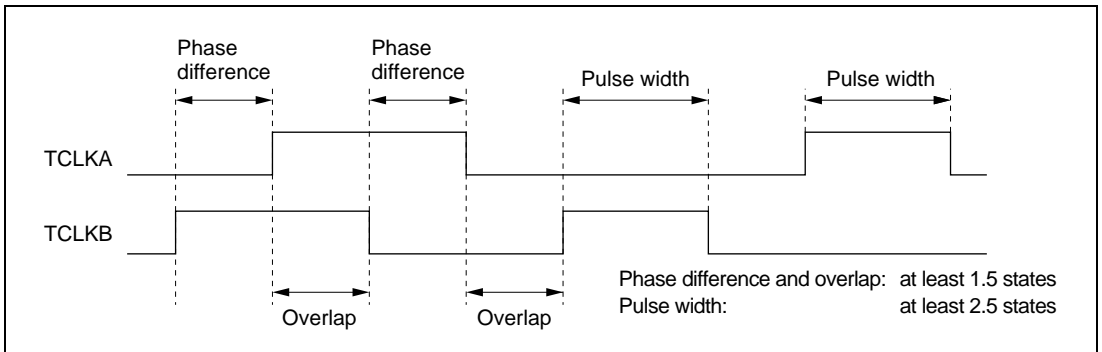 Phase
difference
Phase
difference
Pulse width
Pulse width
TCLKA
TCLKB
Overlap
Overlap
Phase difference and overlap: at least 1.5 states
Pulse width: at least 2.5 states